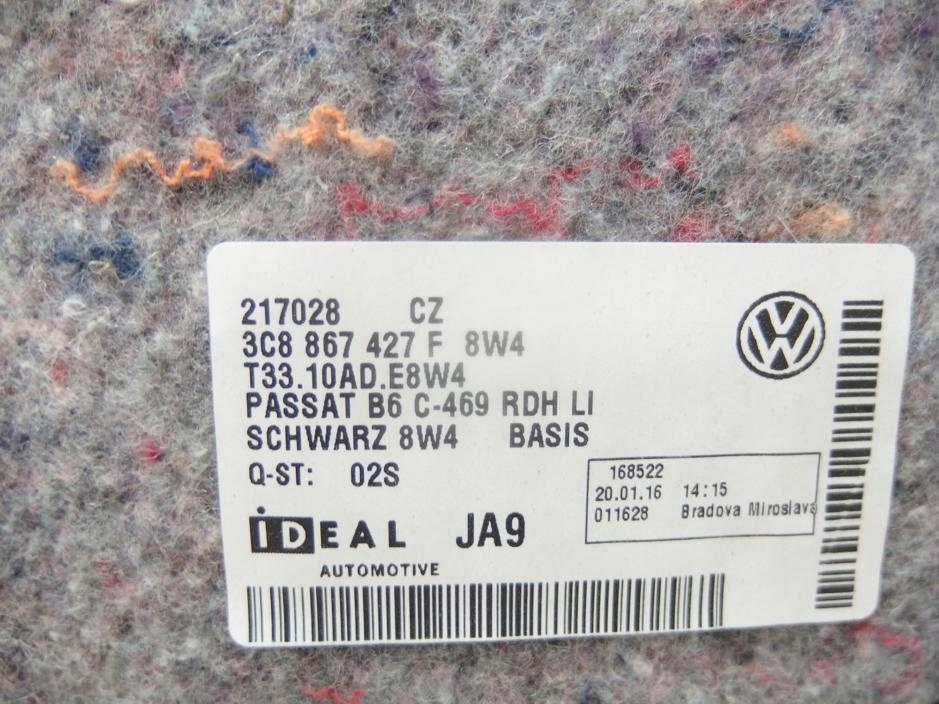 217028 CZ
3C8 867 427 F 8W4
T33.10AD.E8W4
PASSAT B6 C-469 RDH LI
SCHWARZ 8W4 BASIS
Q-ST: 02S
168522
20.01.16 14:15
011628 Bradova Miroslava
iDEAL JA9
AUTOMOTIVE
VW